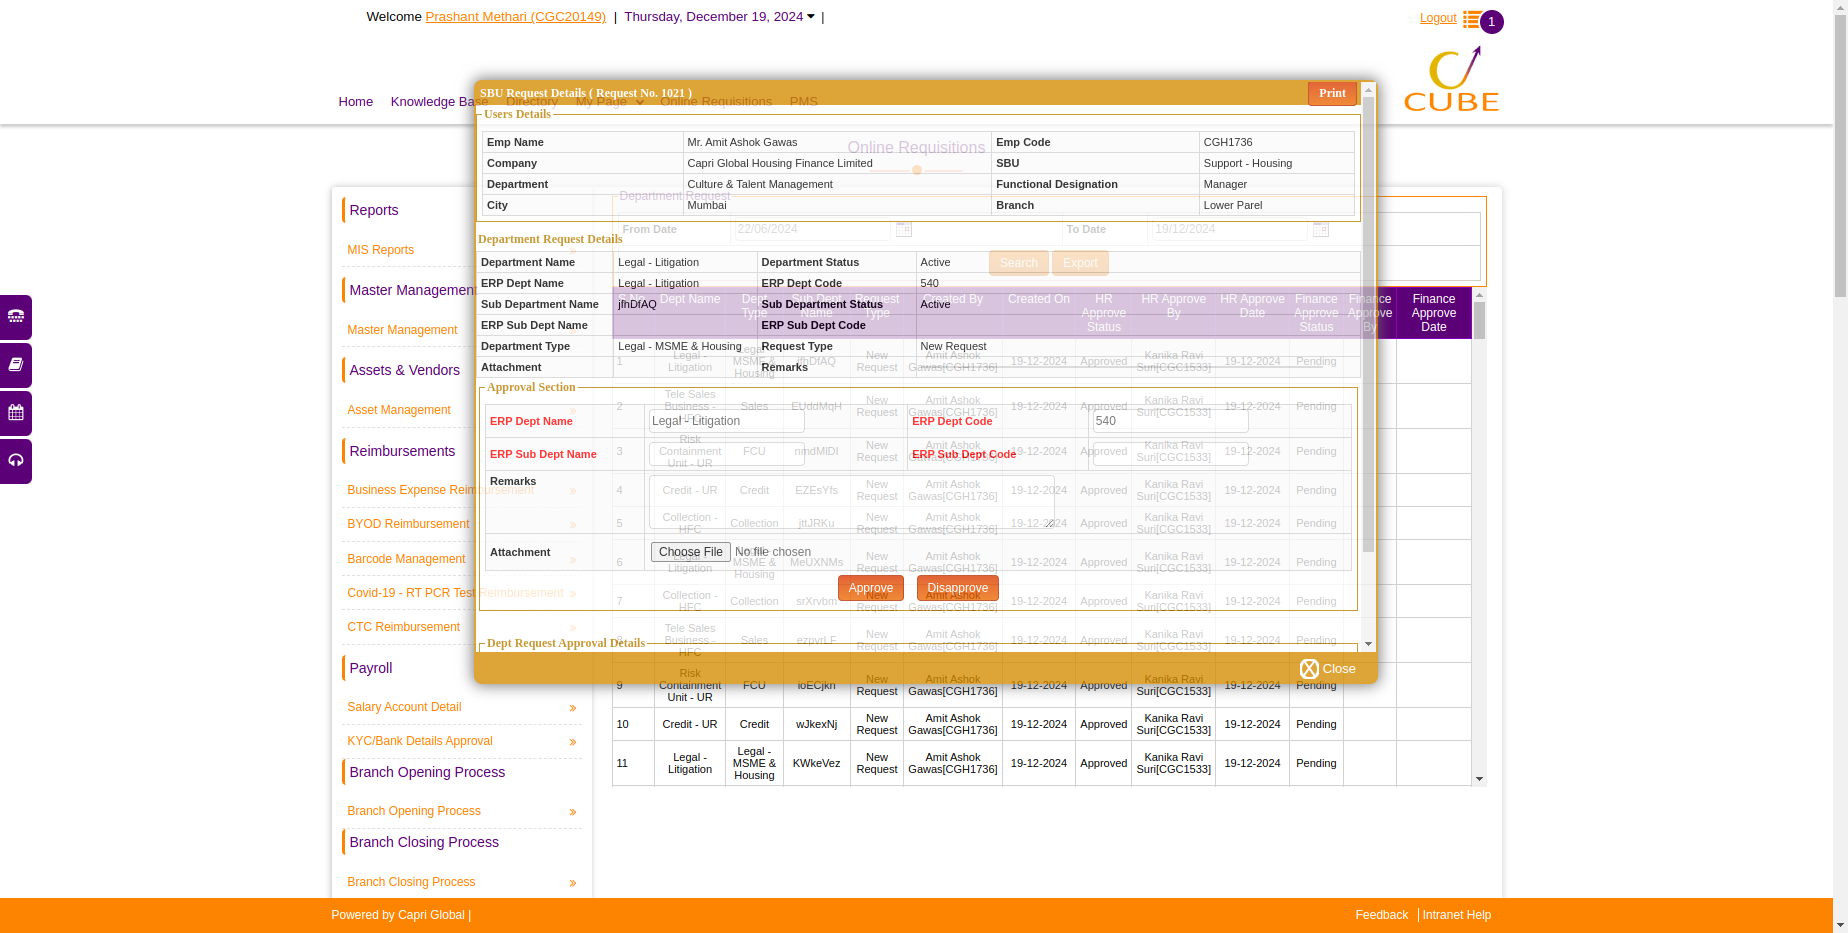 Welcome Prashant Methari (CGC20149) | Thursday, December 19, 2024 |
Logout 1
CUBE
Home Knowledge Base Directory My Page Online Requisitions PMS
SBU Request Details ( Request No. 1021 ) Print
Users Details
Emp Name Mr. Amit Ashok Gawas Emp Code CGH1736
Online Requisitions
Company Capri Global Housing Finance Limited SBU Support - Housing
Department Culture & Talent Management Functional Designation Manager
Department Request
City Mumbai Branch Lower Parel
From Date 22/06/2024 To Date 19/12/2024
Department Request Details
Search Export
Department Name Legal - Litigation Department Status Active
ERP Department Name Legal - Litigation ERP Dept Code 540
Sub Department Name jfhDfAQ Sub Department Status Active
ERP Sub Dept Name ERP Sub Dept Code
Department Type Legal - MSME & Housing Request Type New Request
Attachment Remarks
Approval Section
ERP Dept Name Legal - Litigation ERP Dept Code 540
ERP Sub Dept Name ERP Sub Dept Code
Remarks
Attachment Choose File No file chosen
Approve Disapprove
Dept Request Approval Details
Close
Reports
MIS Reports
Master Management
Master Management
Assets & Vendors
Asset Management
Reimbursements
Business Expense Reimbursement
BYOD Reimbursement
Barcode Management
Covid-19 - RT PCR Test Reimbursement
CTC Reimbursement
Payroll
Salary Account Detail
KYC/Bank Details Approval
Branch Opening Process
Branch Opening Process
Branch Closing Process
Branch Closing Process
Dept Name Dept Type Sub Dept Name Request Type Created By Created On HR Approve Status HR Approve By HR Approve Date Finance Approve Status Finance Approve By Finance Approve Date
1 Legal - Litigation Legal - MSME & Housing jfhDfAQ New Request Amit Ashok Gawas[CGH1736] 19-12-2024 Approved Kanika Ravi Suri[CGC1533] 19-12-2024 Pending
2 Tele Sales Business - HFC Sales EUddMqH New Request Amit Ashok Gawas[CGH1736] 19-12-2024 Approved Kanika Ravi Suri[CGC1533] 19-12-2024 Pending
3 Risk Containment Unit - UR FCU nmdMIDI New Request Amit Ashok Gawas[CGH1736] 19-12-2024 Approved Kanika Ravi Suri[CGC1533] 19-12-2024 Pending
4 Credit - UR Credit EZEsYfs New Request Amit Ashok Gawas[CGH1736] 19-12-2024 Approved Kanika Ravi Suri[CGC1533] 19-12-2024 Pending
5 Collection - HFC Collection jttJRKu New Request Amit Ashok Gawas[CGH1736] 19-12-2024 Approved Kanika Ravi Suri[CGC1533] 19-12-2024 Pending
6 Legal - Litigation Legal - MSME & Housing MeUXNMs New Request Amit Ashok Gawas[CGH1736] 19-12-2024 Approved Kanika Ravi Suri[CGC1533] 19-12-2024 Pending
7 Collection - HFC Collection srXrvbm New Request Amit Ashok Gawas[CGH1736] 19-12-2024 Approved Kanika Ravi Suri[CGC1533] 19-12-2024 Pending
8 Tele Sales Business - HFC Sales ezpvrLF New Request Amit Ashok Gawas[CGH1736] 19-12-2024 Approved Kanika Ravi Suri[CGC1533] 19-12-2024 Pending
9 Risk Containment Unit - UR FCU ioECjkn New Request Amit Ashok Gawas[CGH1736] 19-12-2024 Approved Kanika Ravi Suri[CGC1533] 19-12-2024 Pending
10 Credit - UR Credit wJkexNj New Request Amit Ashok Gawas[CGH1736] 19-12-2024 Approved Kanika Ravi Suri[CGC1533] 19-12-2024 Pending
11 Legal - Litigation Legal - MSME & Housing KWkeVez New Request Amit Ashok Gawas[CGH1736] 19-12-2024 Approved Kanika Ravi Suri[CGC1533] 19-12-2024 Pending
Powered by Capri Global |
Feedback | Intranet Help